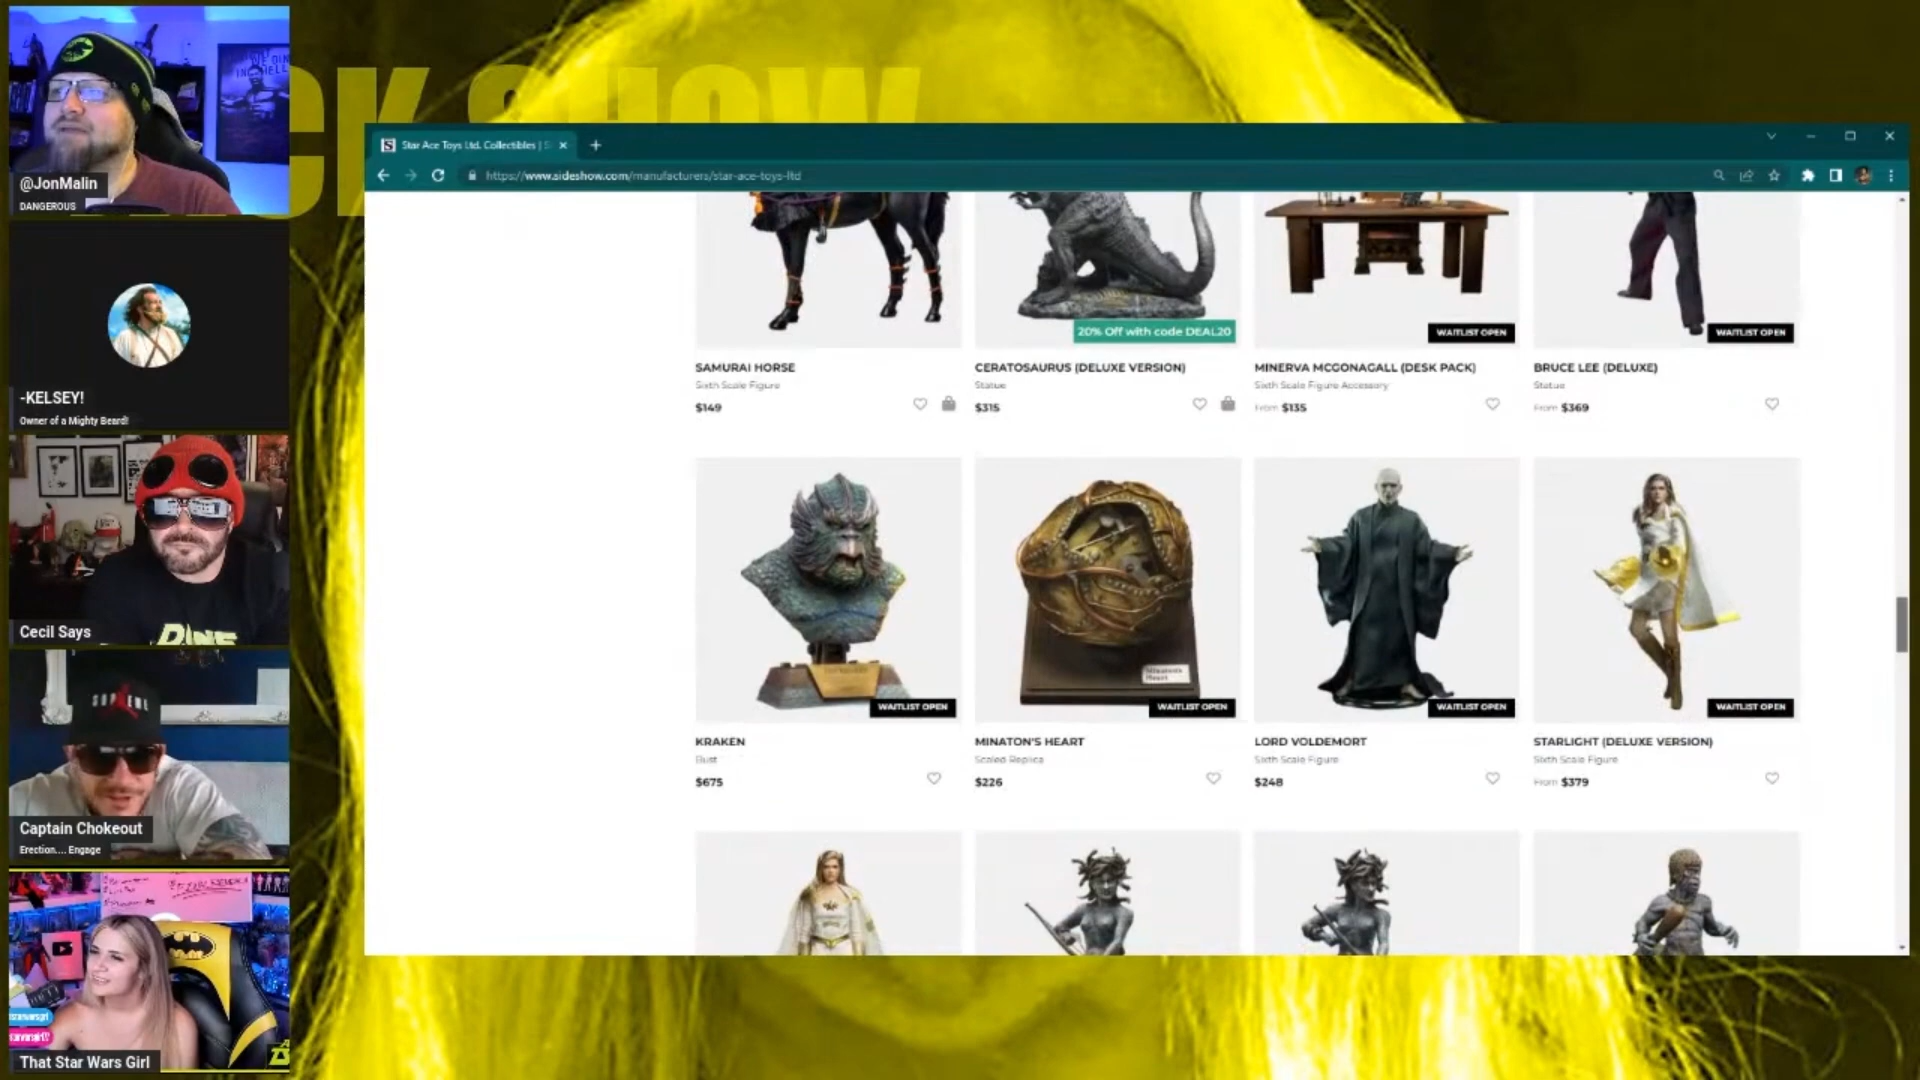 CK SHOW
@JonMalin
DANGEROUS
-KELSEY!
Owner of a Mighty Beard!
Cecil Says
SUPREME
Captain Chokeout
Erection.... Engage
That Star Wars Girl
Star Ace Toys Ltd. Collectibles | S
https://www.sideshow.com/manufacturers/star-ace-toys-ltd
20% Off with code DEAL20
WAITLIST OPEN
WAITLIST OPEN
SAMURAI HORSE
Sixth Scale Figure
$149
CERATOSAURUS (DELUXE VERSION)
Statue
$315
MINERVA MCGONAGALL (DESK PACK)
Sixth Scale Figure Accessory
From $135
BRUCE LEE (DELUXE)
Statue
From $369
WAITLIST OPEN
WAITLIST OPEN
WAITLIST OPEN
WAITLIST OPEN
KRAKEN
Bust
$675
MINATON'S HEART
Scaled Replica
$226
LORD VOLDEMORT
Sixth Scale Figure
$248
STARLIGHT (DELUXE VERSION)
Sixth Scale Figure
From $379